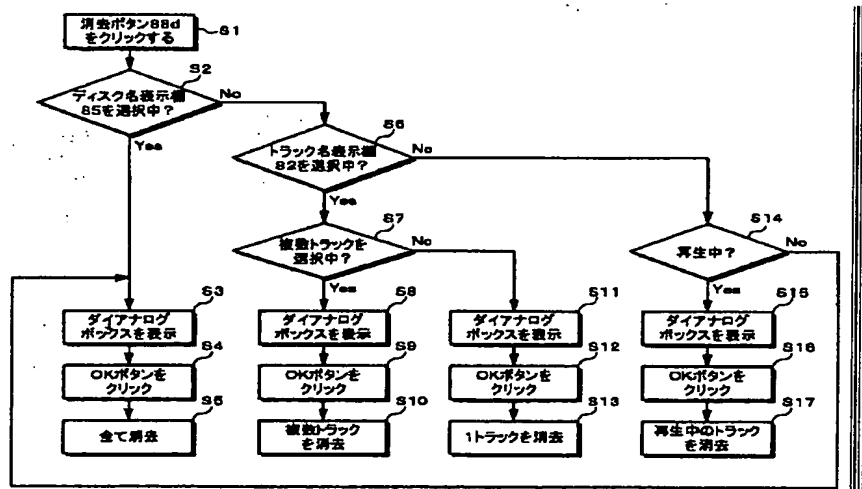 消去ボタン88d
をクリックする
S1
S2
ディスク名表示欄
85を選択中?
No
Yes
S6
トラック名表示欄
82を選択中?
No
Yes
S7
複数トラックを
選択中?
No
Yes
S14
再生中?
No
Yes
S3
ダイアナログ
ボックスを表示
S4
OKボタンを
クリック
S5
全て消去
S8
ダイアナログ
ボックスを表示
S9
OKボタンを
クリック
S10
複数トラック
を消去
S11
ダイアナログ
ボックスを表示
S12
OKボタンを
クリック
S13
1トラックを消去
S15
ダイアナログ
ボックスを表示
S16
OKボタンを
クリック
S17
再生中のトラック
を消去